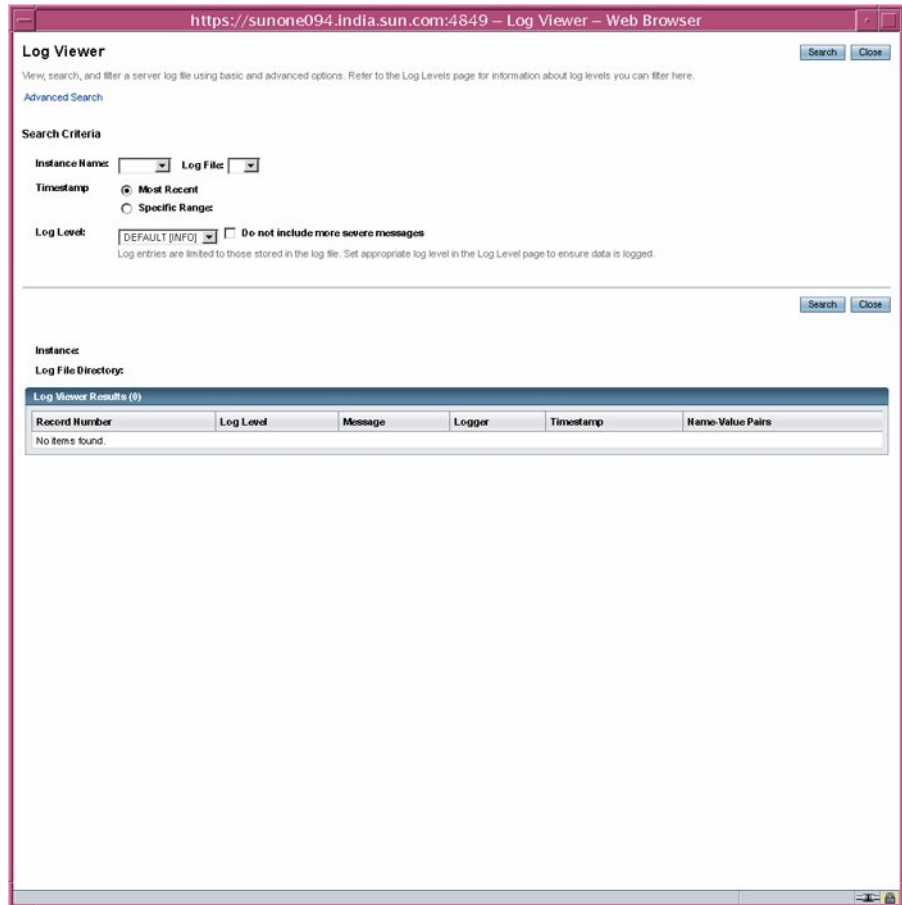 https://sunone094.india.sun.com:4849 – Log Viewer – Web Browser
Log Viewer
Search Close
View, search, and filter a server log file using basic and advanced options. Refer to the Log Levels page for information about log levels you can filter here.
Advanced Search
Search Criteria
Instance Name: Log File:
Timestamp Most Recent
Specific Range:
Log Level: DEFAULT [INFO] Do not include more severe messages
Log entries are limited to those stored in the log file. Set appropriate log level in the Log Level page to ensure data is logged.
Search Close
Instance:
Log File Directory:
Log Viewer Results (0)
Record Number Log Level Message Logger Timestamp Name-Value Pairs
No items found.